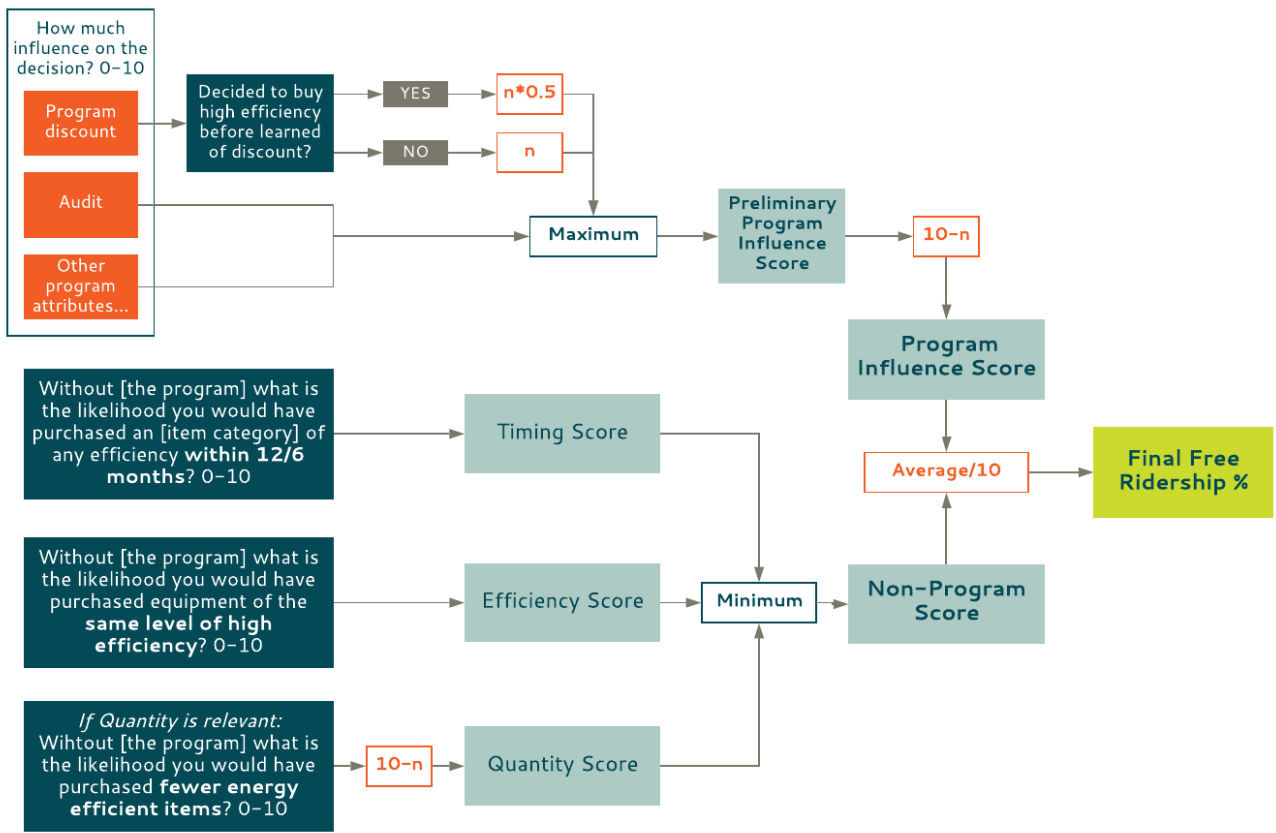 How much
influence on the
decision? 0-10
Program
discount
Audit
Other
program
attributes...
Decided to buy
high efficiency
before learned
of discount?
YES
n*0.5
NO
n
Maximum
Preliminary
Program
Influence
Score
10-n
Program
Influence Score
Without [the program] what is
the likelihood you would have
purchased an [item category] of
any efficiency within 12/6
months? 0-10
Timing Score
Average/10
Final Free
Ridership %
Without [the program] what is
the likelihood you would have
purchased equipment of the
same level of high
efficiency? 0-10
Efficiency Score
Minimum
Non-Program
Score
If Quantity is relevant:
Wihtout [the program] what is
the likelihood you would have
purchased fewer energy
efficient items? 0-10
10-n
Quantity Score